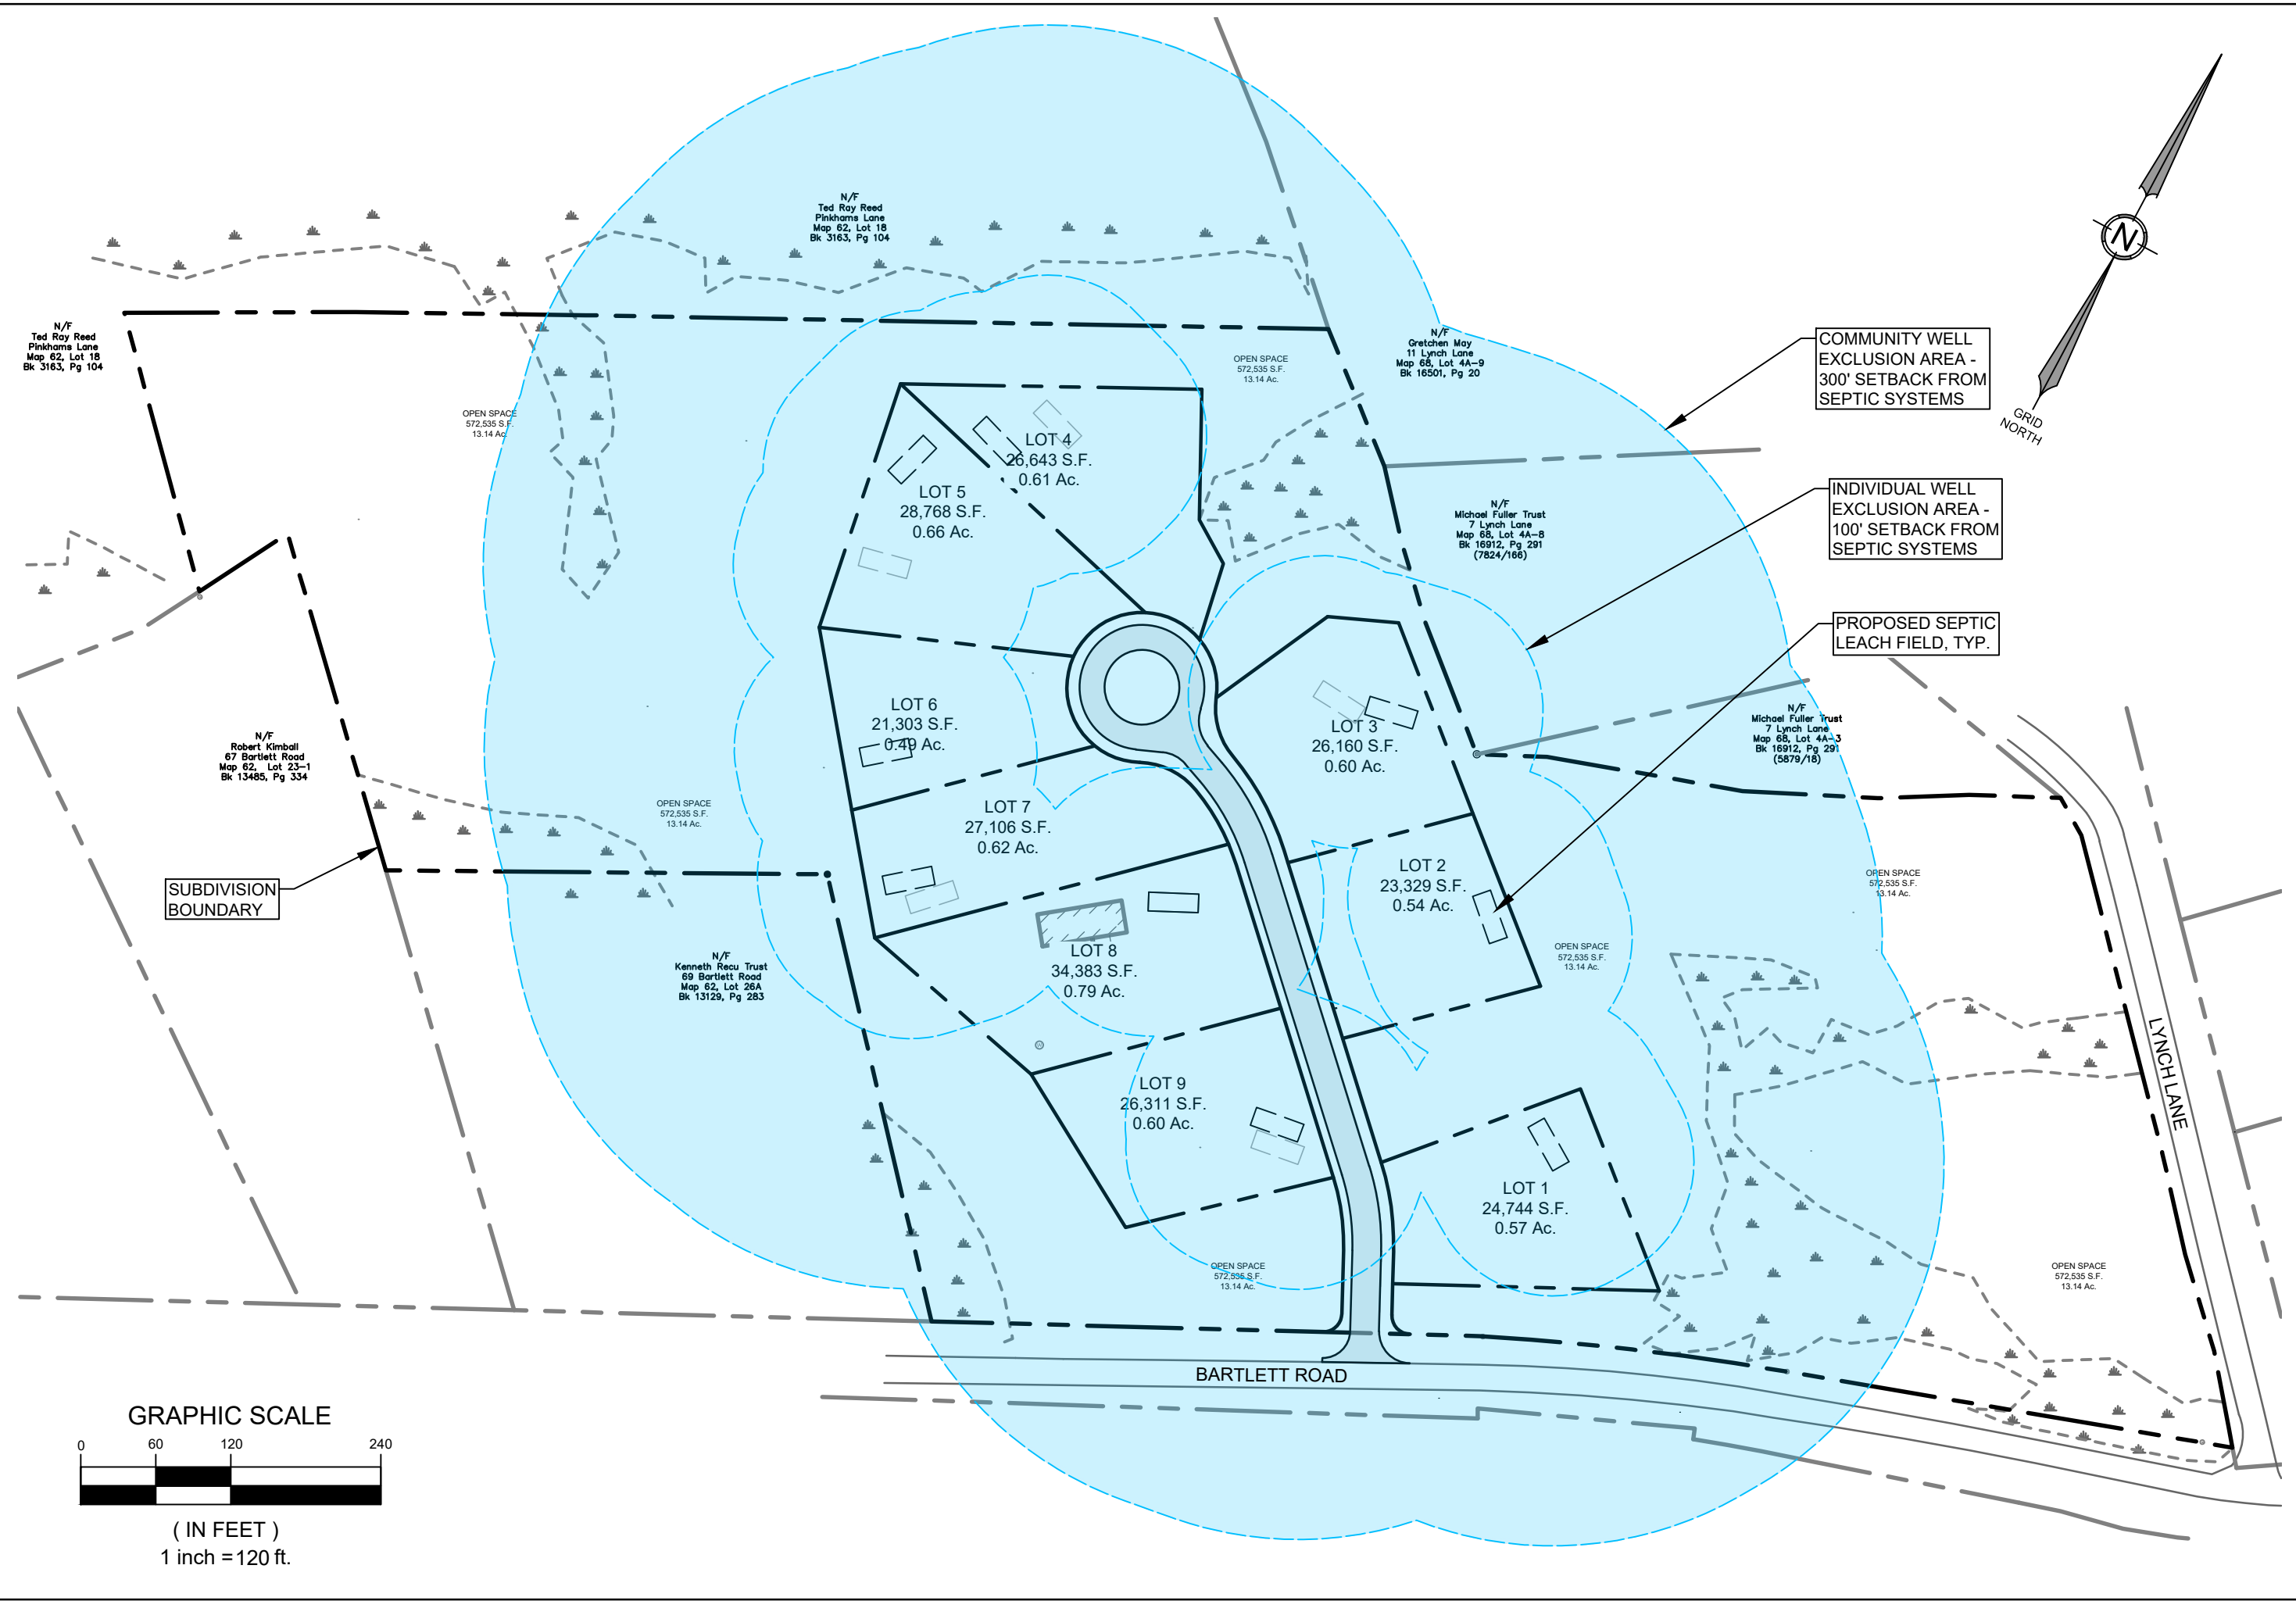 N/F
Ted Ray Reed
Pinkhams Lane
Map 62, Lot 18
Bk 3163, Pg 104
N/F
Ted Ray Reed
Pinkhams Lane
Map 62, Lot 18
Bk 3163, Pg 104
N/F
Gretchen May
11 Lynch Lane
Map 68, Lot 4A-9
Bk 16501, Pg 20
COMMUNITY WELL
EXCLUSION AREA -
300' SETBACK FROM
SEPTIC SYSTEMS
N
GRID
NORTH
OPEN SPACE
572,535 S.F.
13.14 Ac.
OPEN SPACE
572,535 S.F.
13.14 Ac.
LOT 4
26,643 S.F.
0.61 Ac.
LOT 5
28,768 S.F.
0.66 Ac.
N/F
Michael Fuller Trust
7 Lynch Lane
Map 68, Lot 4A-8
Bk 16912, Pg 291
(7824/166)
INDIVIDUAL WELL
EXCLUSION AREA -
100' SETBACK FROM
SEPTIC SYSTEMS
PROPOSED SEPTIC
LEACH FIELD, TYP.
N/F
Robert Kimball
67 Bartlett Road
Map 62, Lot 23-1
Bk 13485, Pg 334
LOT 6
21,303 S.F.
0.49 Ac.
LOT 3
26,160 S.F.
0.60 Ac.
N/F
Michael Fuller Trust
7 Lynch Lane
Map 68, Lot 4A-3
Bk 16912, Pg 291
(5879/18)
OPEN SPACE
572,535 S.F.
13.14 Ac.
LOT 7
27,106 S.F.
0.62 Ac.
LOT 2
23,329 S.F.
0.54 Ac.
OPEN SPACE
572,535 S.F.
13.14 Ac.
SUBDIVISION
BOUNDARY
N/F
Kenneth Recu Trust
69 Bartlett Road
Map 62, Lot 26A
Bk 13129, Pg 283
LOT 8
34,383 S.F.
0.79 Ac.
OPEN SPACE
572,535 S.F.
13.14 Ac.
LYNCH LANE
LOT 9
26,311 S.F.
0.60 Ac.
LOT 1
24,744 S.F.
0.57 Ac.
OPEN SPACE
572,535 S.F.
13.14 Ac.
OPEN SPACE
572,535 S.F.
13.14 Ac.
BARTLETT ROAD
GRAPHIC SCALE
0 60 120 240
( IN FEET )
1 inch = 120 ft.